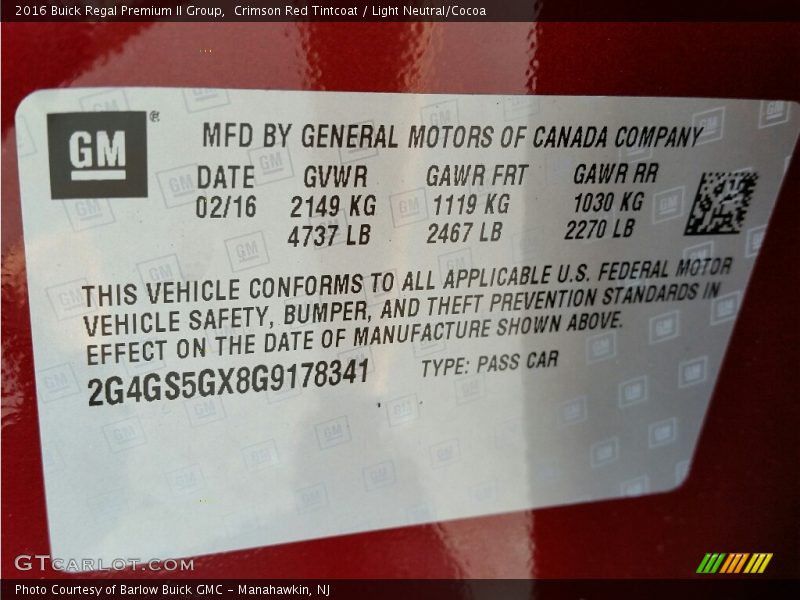 2016 Buick Regal Premium II Group,  Crimson Red Tintcoat / Light Neutral/Cocoa
GM ®
MFD BY GENERAL MOTORS OF CANADA COMPANY
DATE GVWR GAWR FRT GAWR RR
02/16 2149 KG 1119 KG 1030 KG
4737 LB 2467 LB 2270 LB
THIS VEHICLE CONFORMS TO ALL APPLICABLE U.S. FEDERAL MOTOR
VEHICLE SAFETY, BUMPER, AND THEFT PREVENTION STANDARDS IN
EFFECT ON THE DATE OF MANUFACTURE SHOWN ABOVE.
2G4GS5GX8G9178341 TYPE: PASS CAR
GTCARLOT.COM
Photo Courtesy of Barlow Buick GMC – Manahawkin, NJ